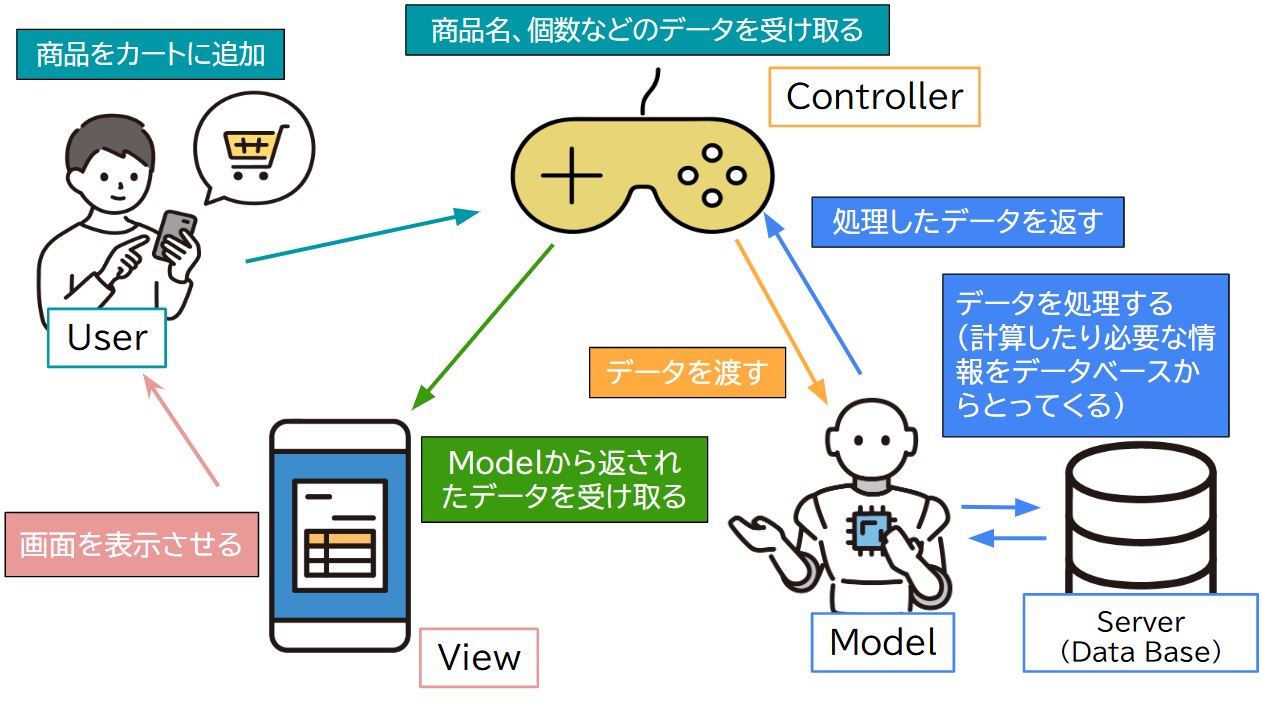 商品名、個数などのデータを受け取る
商品をカートに追加
Controller
処理したデータを返す
データを処理する
（計算したり必要な情
報をデータベースか
らとってくる）
User
データを渡す
Modelから返され
たデータを受け取る
画面を表示させる
View
Model
Server
（Data Base）